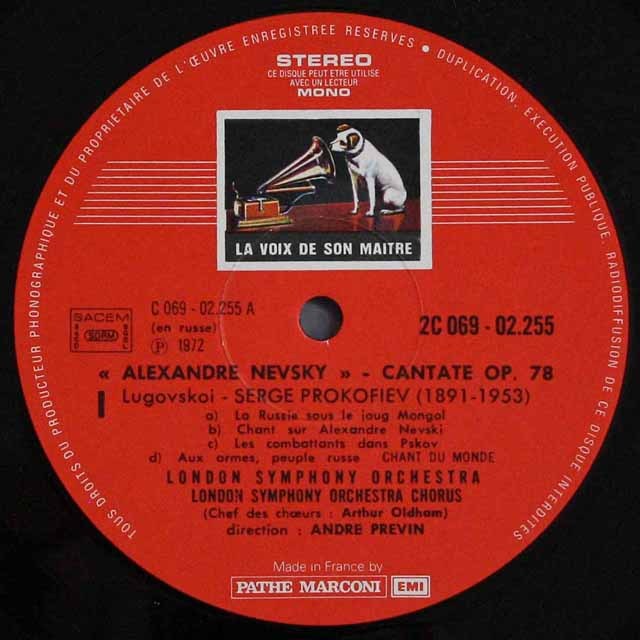 TOUS DROITS DU PRODUCTEUR PHONOGRAPHIQUE ET DU PROPRIETAIRE DE L'ŒUVRE ENREGISTREE RESERVES • DUPLICATION, EXECUTION PUBLIQUE, RADIODIFFUSION DE CE DISQUE INTERDITES
STEREO
CE DISQUE PEUT ETRE UTILISE
AVEC UN LECTEUR
MONO
LA VOIX DE SON MAITRE
SACEM
SDRM
C 069 - 02.255 A
(en russe)
Ⓟ 1972
2C 069 - 02.255
« ALEXANDRE NEVSKY » - CANTATE OP. 78
I
Lugovskoi - SERGE PROKOFIEV (1891-1953)
a) La Russie sous le joug Mongol
b) Chant sur Alexandre Nevski
c) Les combattants dans Pskov
d) Aux armes, peuple russe CHANT DU MONDE
LONDON SYMPHONY ORCHESTRA
LONDON SYMPHONY ORCHESTRA CHORUS
(Chef des chœurs : Arthur Oldham)
direction : ANDRE PREVIN
Made in France by
PATHE MARCONI EMI